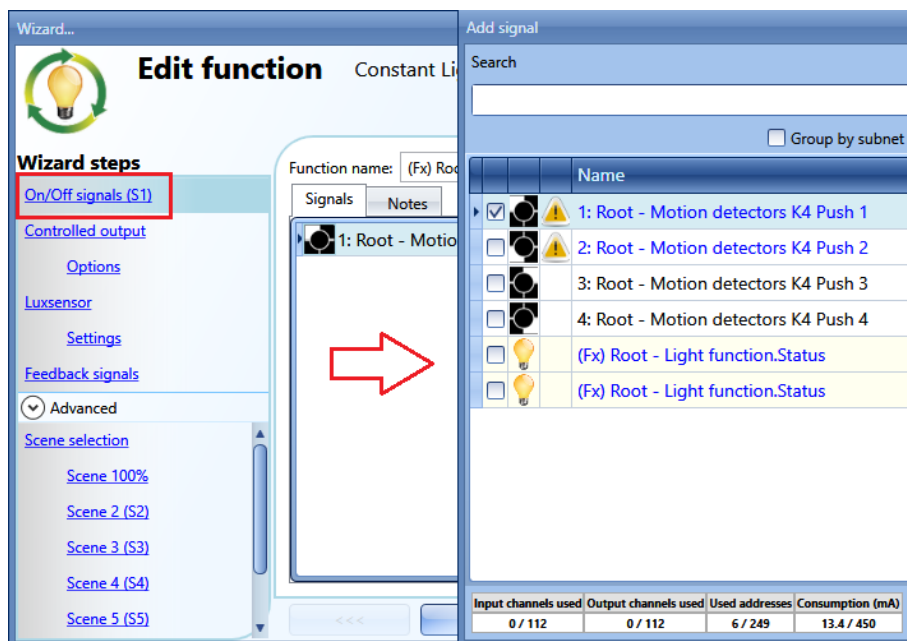 Wizard...
Edit function
Constant Li
Wizard steps
On/Off signals (S1)
Controlled output
Options
Luxsensor
Settings
Feedback signals
Advanced
Scene selection
Scene 100%
Scene 2 (S2)
Scene 3 (S3)
Scene 4 (S4)
Scene 5 (S5)
Function name: (Fx) Roo
Signals
Notes
1: Root - Motio
<<<
Add signal
Search
Group by subnet
Name
1: Root - Motion detectors K4 Push 1
2: Root - Motion detectors K4 Push 2
3: Root - Motion detectors K4 Push 3
4: Root - Motion detectors K4 Push 4
(Fx) Root - Light function.Status
(Fx) Root - Light function.Status
Input channels used Output channels used Used addresses Consumption (mA)
0 / 112 0 / 112 6 / 249 13.4 / 450